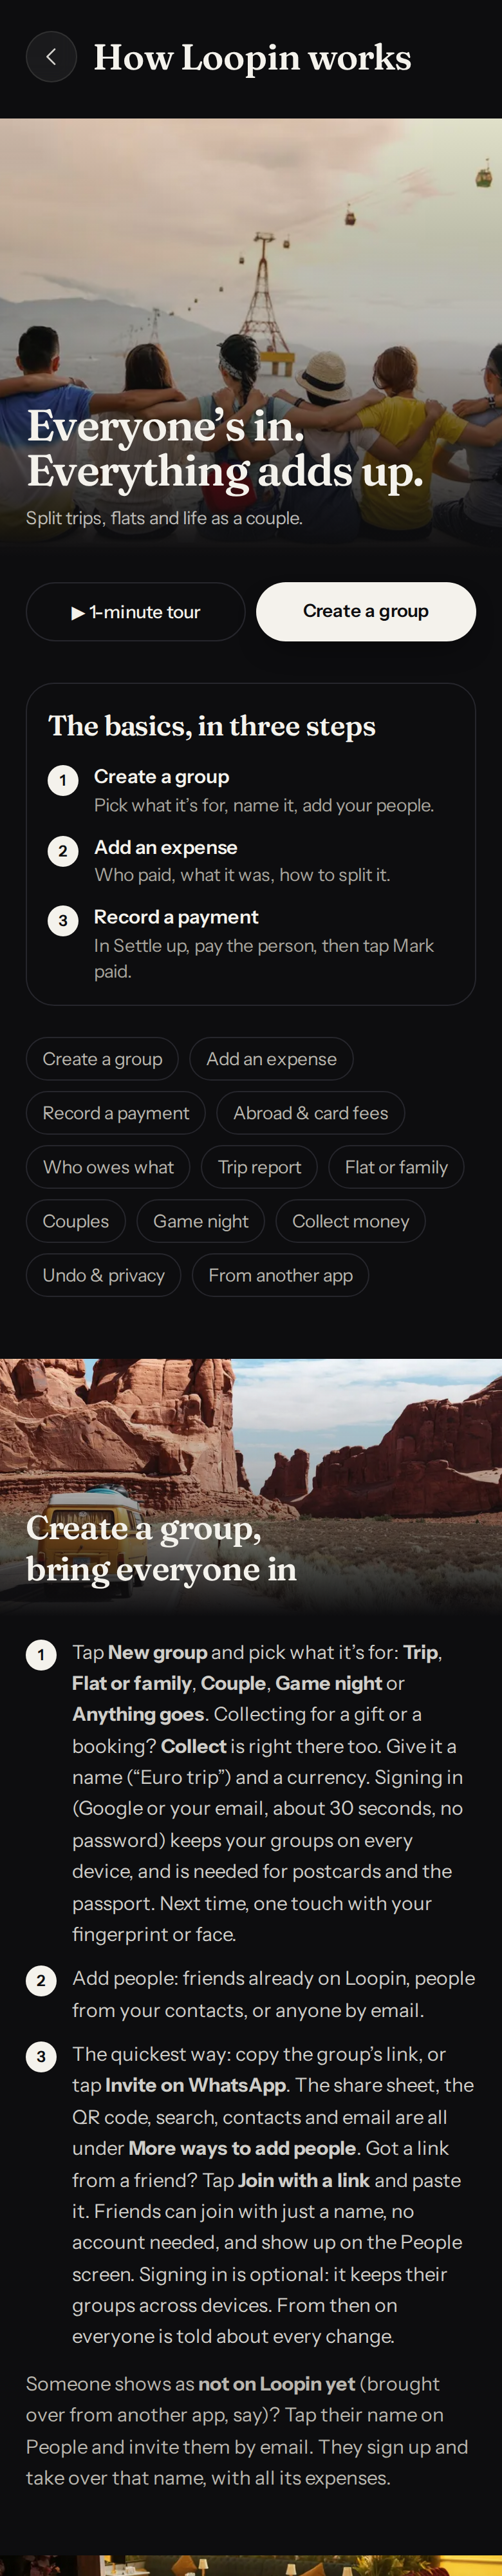 How Loopin works
Everyone’s in.
Everything adds up.
Split trips, flats and life as a couple.
▶ 1-minute tour
Create a group
The basics, in three steps
1
Create a group
Pick what it’s for, name it, add your people.
2
Add an expense
Who paid, what it was, how to split it.
3
Record a payment
In Settle up, pay the person, then tap Mark
paid.
Create a group
Add an expense
Record a payment
Abroad & card fees
Who owes what
Trip report
Flat or family
Couples
Game night
Collect money
Undo & privacy
From another app
Create a group,
bring everyone in
1
Tap New group and pick what it’s for: Trip,
Flat or family, Couple, Game night or
Anything goes. Collecting for a gift or a
booking? Collect is right there too. Give it a
name (“Euro trip”) and a currency. Signing in
(Google or your email, about 30 seconds, no
password) keeps your groups on every
device, and is needed for postcards and the
passport. Next time, one touch with your
fingerprint or face.
2
Add people: friends already on Loopin, people
from your contacts, or anyone by email.
3
The quickest way: copy the group’s link, or
tap Invite on WhatsApp. The share sheet, the
QR code, search, contacts and email are all
under More ways to add people. Got a link
from a friend? Tap Join with a link and paste
it. Friends can join with just a name, no
account needed, and show up on the People
screen. Signing in is optional: it keeps their
groups across devices. From then on
everyone is told about every change.
Someone shows as not on Loopin yet (brought
over from another app, say)? Tap their name on
People and invite them by email. They sign up and
take over that name, with all its expenses.